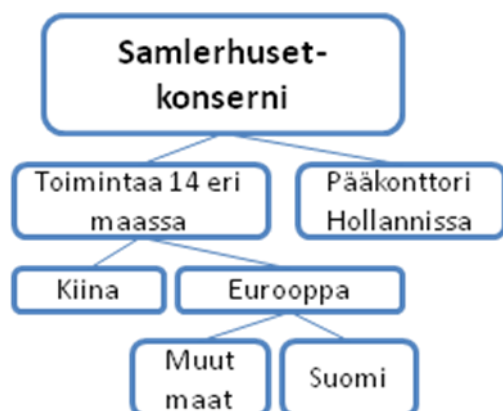 Samlerhuset-
konserni
Toimintaa 14 eri
maassa
Pääkonttori
Hollannissa
Kiina
Eurooppa
Muut
maat
Suomi